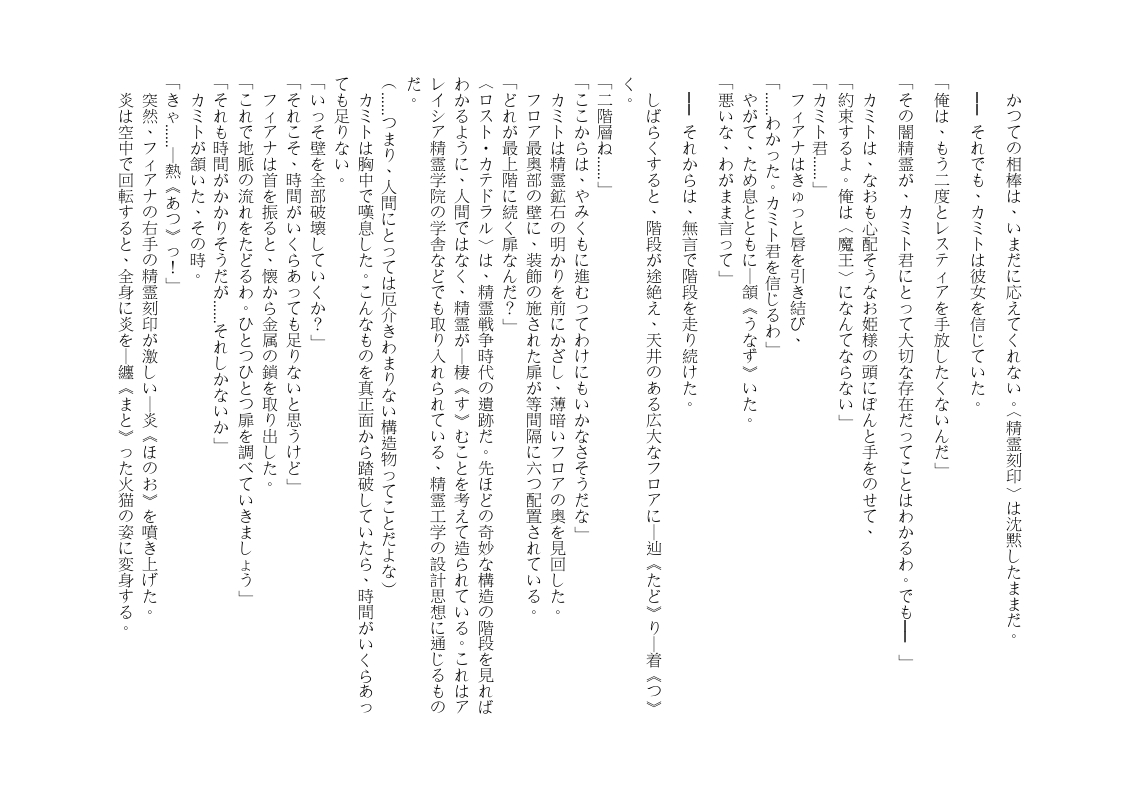 かつての相棒は、いまだに応えてくれない。〈精霊刻印〉は沈黙したままだ。
── それでも、カミトは彼女を信じていた。
「俺は、もう二度とレスティアを手放したくないんだ」
「その闇精霊が、カミト君にとって大切な存在だってことはわかるわ。でも── 」
カミトは、なおも心配そうなお姫様の頭にぽんと手をのせて、
「約束するよ。俺は〈魔王〉になんてならない」
「カミト君……」
フィアナはきゅっと唇を引き結び、
「……わかった。カミト君を信じるわ」
やがて、ため息とともに―頷《うなず》いた。
「悪いな、わがまま言って」
── それからは、無言で階段を走り続けた。
しばらくすると、階段が途絶え、天井のある広大なフロアに―辿《たど》り―着《つ》
く。
「二階層ね……」
「ここからは、やみくもに進むってわけにもいかなさそうだな」
カミトは精霊鉱石の明かりを前にかざし、薄暗いフロアの奥を見回した。
フロア最奥部の壁に、装飾の施された扉が等間隔に六つ配置されている。
「どれが最上階に続く扉なんだ？」
〈ロスト・カテドラル〉は、精霊戦争時代の遺跡だ。先ほどの奇妙な構造の階段を見れば
わかるように、人間ではなく、精霊が―棲《す》むことを考えて造られている。これはア
レイシア精霊学院の学舎などでも取り入れられている、精霊工学の設計思想に通じるもの
だ。
（……つまり、人間にとっては厄介きわまりない構造物ってことだよな）
カミトは胸中で嘆息した。こんなものを真正面から踏破していたら、時間がいくらあっ
ても足りない。
「いっそ壁を全部破壊していくか？」
「それこそ、時間がいくらあっても足りないと思うけど」
フィアナは首を振ると、懐から金属の鎖を取り出した。
「これで地脈の流れをたどるわ。ひとつひとつ扉を調べていきましょう」
「それも時間がかかりそうだが……それしかないか」
カミトが頷いた、その時。
「きゃ…… ―熱《あつ》っ！」
突然、フィアナの右手の精霊刻印が激しい―炎《ほのお》を噴き上げた。
炎は空中で回転すると、全身に炎を―纏《まと》った火猫の姿に変身する。